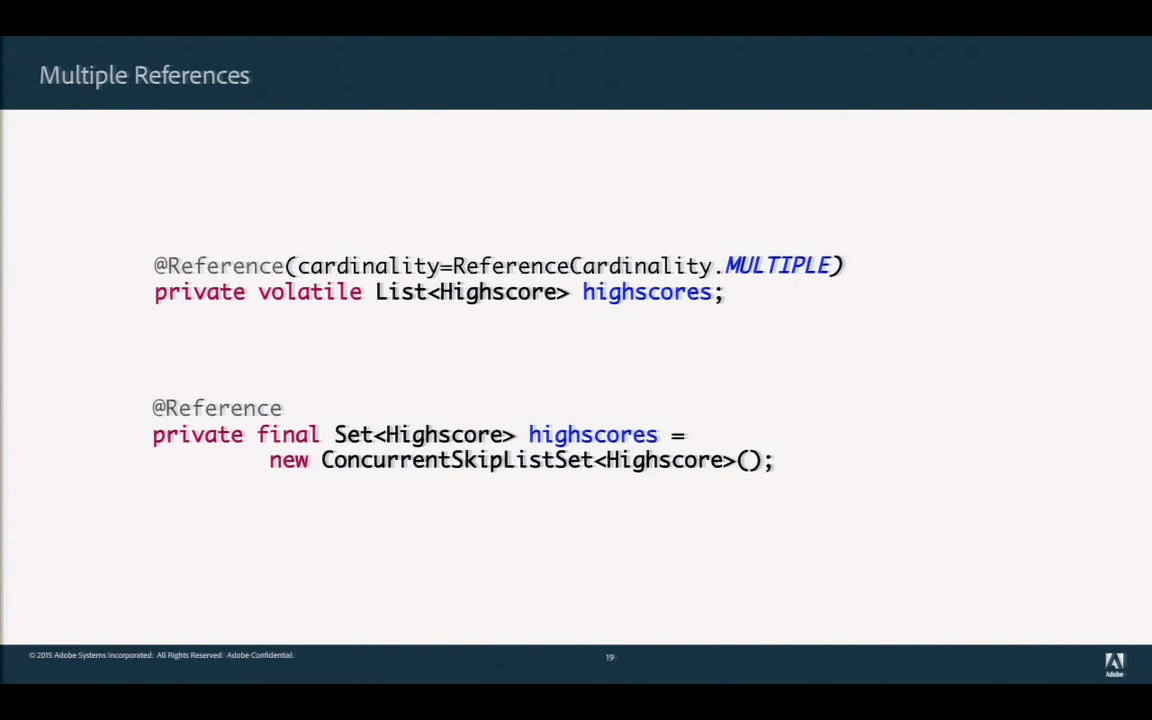 Multiple References
@Reference(cardinality=ReferenceCardinality.MULTIPLE)
private volatile List<Highscore> highscores;
@Reference
private final Set<Highscore> highscores =
new ConcurrentSkipListSet<Highscore>();
© 2015 Adobe Systems Incorporated. All Rights Reserved. Adobe Confidential.
19
Adobe